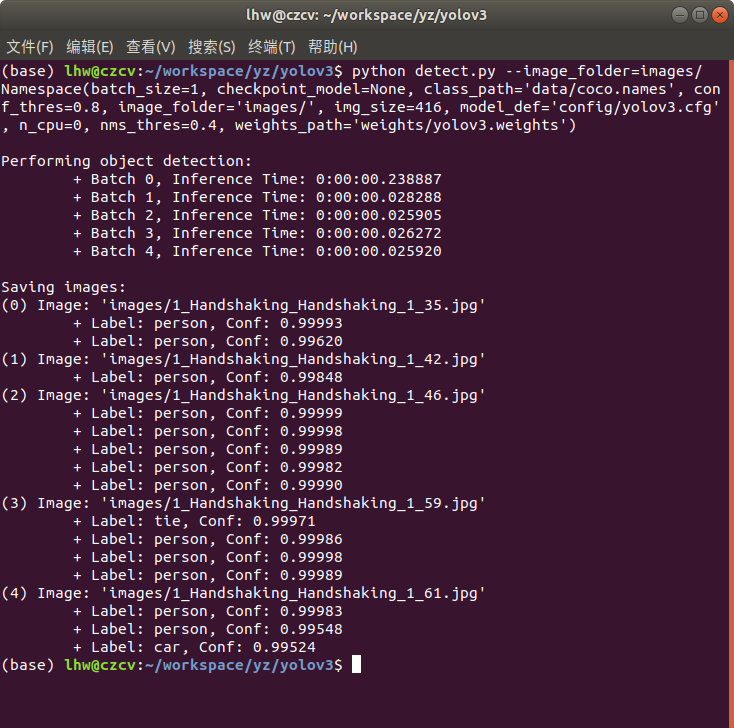 lhw@czcv: ~/workspace/yz/yolov3
文件(F) 编辑(E) 查看(V) 搜索(S) 终端(T) 帮助(H)
(base) lhw@czcv:~/workspace/yz/yolov3$ python detect.py --image_folder=images/
Namespace(batch_size=1, checkpoint_model=None, class_path='data/coco.names', con
f_thres=0.8, image_folder='images/', img_size=416, model_def='config/yolov3.cfg'
, n_cpu=0, nms_thres=0.4, weights_path='weights/yolov3.weights')
Performing object detection:
+ Batch 0, Inference Time: 0:00:00.238887
+ Batch 1, Inference Time: 0:00:00.028288
+ Batch 2, Inference Time: 0:00:00.025905
+ Batch 3, Inference Time: 0:00:00.026272
+ Batch 4, Inference Time: 0:00:00.025920
Saving images:
(0) Image: 'images/1_Handshaking_Handshaking_1_35.jpg'
+ Label: person, Conf: 0.99993
+ Label: person, Conf: 0.99620
(1) Image: 'images/1_Handshaking_Handshaking_1_42.jpg'
+ Label: person, Conf: 0.99848
(2) Image: 'images/1_Handshaking_Handshaking_1_46.jpg'
+ Label: person, Conf: 0.99999
+ Label: person, Conf: 0.99998
+ Label: person, Conf: 0.99989
+ Label: person, Conf: 0.99982
+ Label: person, Conf: 0.99990
(3) Image: 'images/1_Handshaking_Handshaking_1_59.jpg'
+ Label: tie, Conf: 0.99971
+ Label: person, Conf: 0.99986
+ Label: person, Conf: 0.99998
+ Label: person, Conf: 0.99989
(4) Image: 'images/1_Handshaking_Handshaking_1_61.jpg'
+ Label: person, Conf: 0.99983
+ Label: person, Conf: 0.99548
+ Label: car, Conf: 0.99524
(base) lhw@czcv:~/workspace/yz/yolov3$